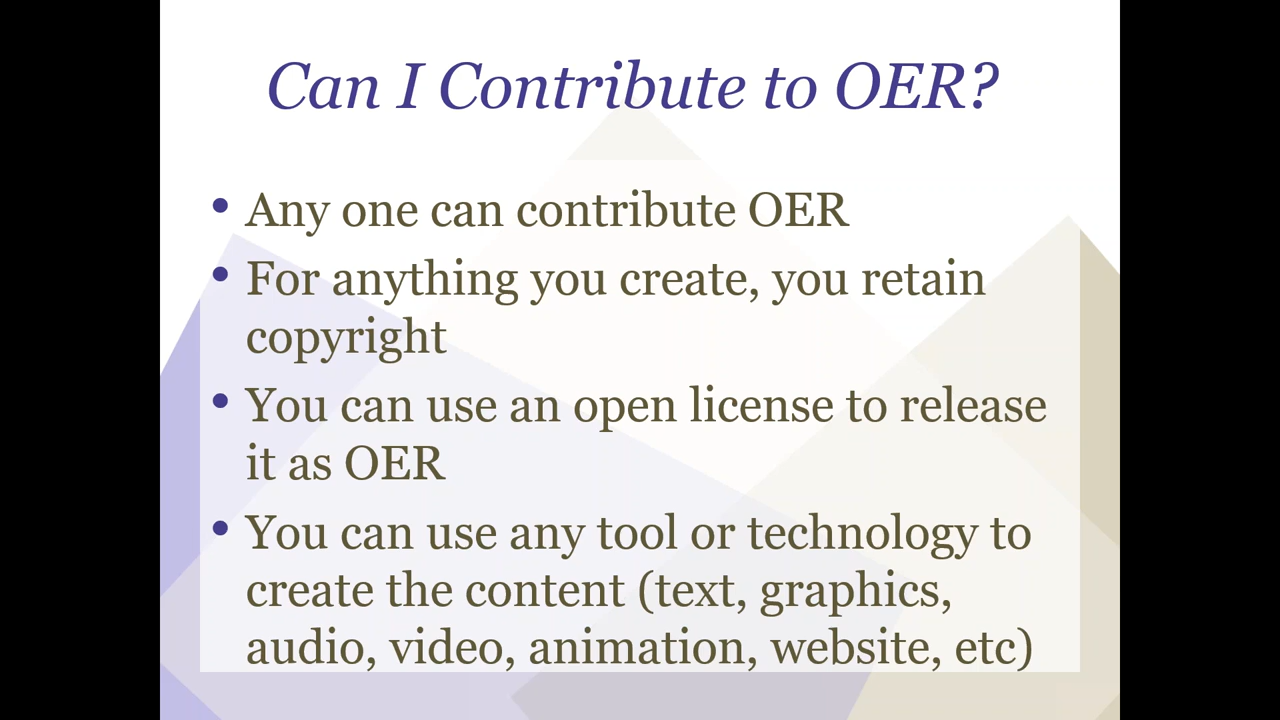 Can I Contribute to OER?
• Any one can contribute OER
• For anything you create, you retain
copyright
• You can use an open license to release
it as OER
• You can use any tool or technology to
create the content (text, graphics,
audio, video, animation, website, etc)